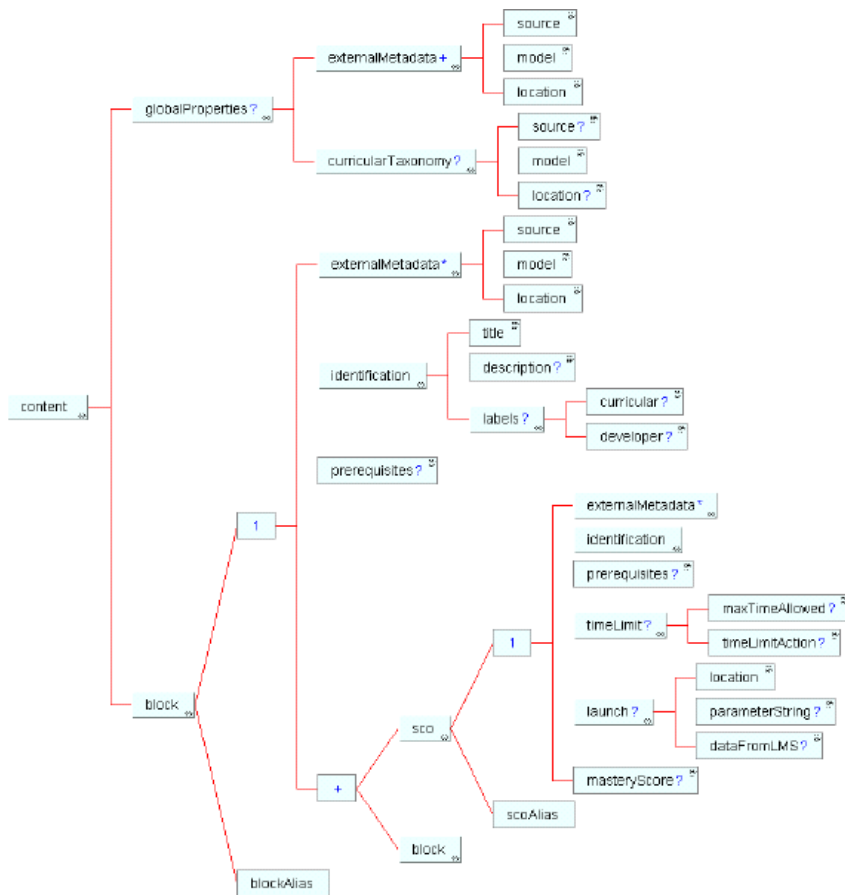 source
externalMetadata+
model
location
globalProperties?
source?
curricularTaxonomy?
model
location?
source
externalMetadata*
model
location
title
identification
description?
content
labels?
curricular?
developer?
prerequisites?
externalMetadata*
1
identification
prerequisites?
maxTimeAllowed?
timeLimit?
1
timeLimitAction?
location
block
launch?
parameterString?
sco
dataFromLMS?
masteryScore?
+
scoAlias
block
blockAlias